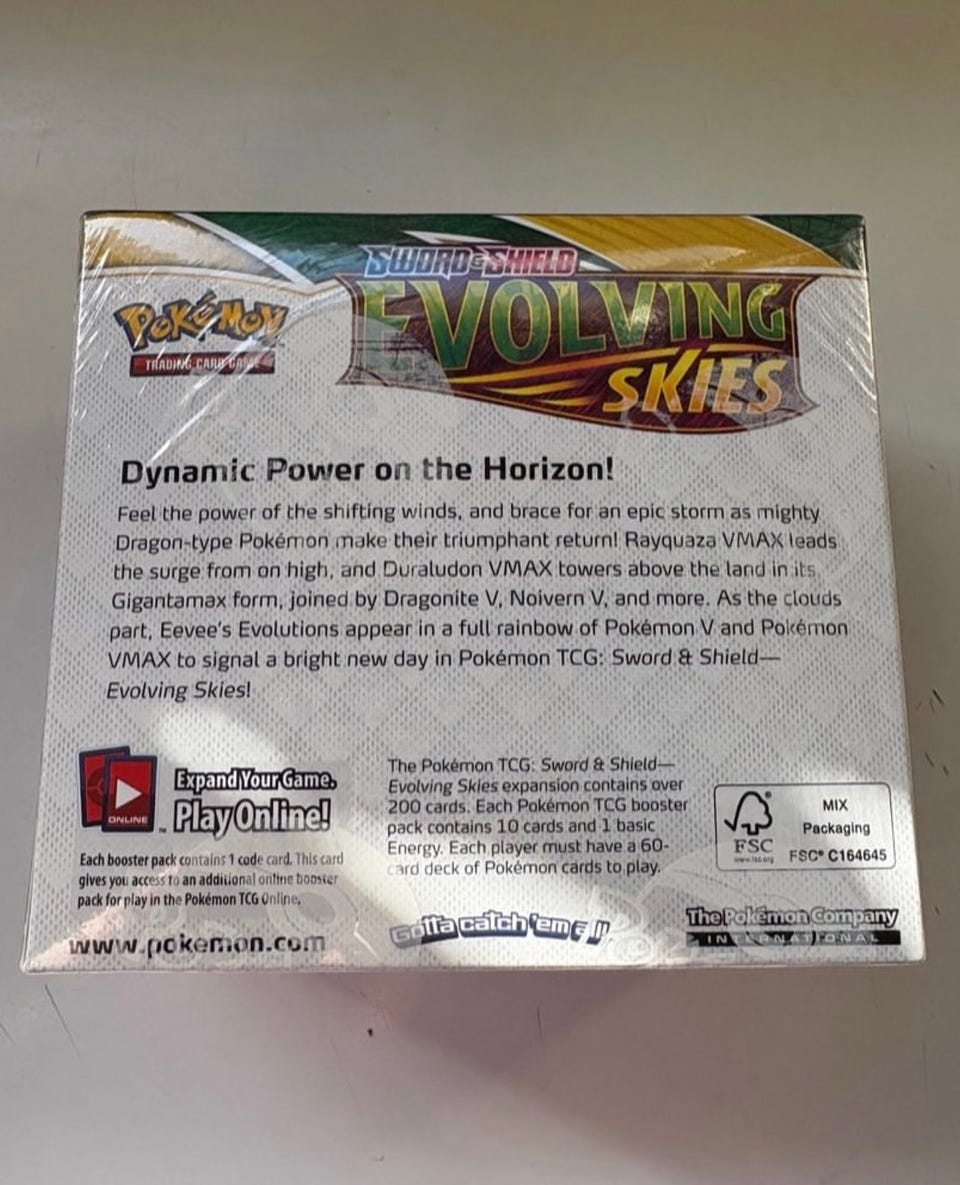 SWORD & SHIELD
EVOLVING
SKIES
POKéMON
TRADING CARD GAME
Dynamic Power on the Horizon!
Feel the power of the shifting winds, and brace for an epic storm as mighty
Dragon-type Pokémon make their triumphant return! Rayquaza VMAX leads
the surge from on high, and Duraludon VMAX towers above the land in its
Gigantamax form, joined by Dragonite V, Noivern V, and more. As the clouds
part, Eevee's Evolutions appear in a full rainbow of Pokémon V and Pokémon
VMAX to signal a bright new day in Pokémon TCG: Sword & Shield—
Evolving Skies!
ONLINE
Expand Your Game.
Play Online!
Each booster pack contains 1 code card. This card
gives you access to an additional online booster
pack for play in the Pokémon TCG Online.
www.pokemon.com
The Pokémon TCG: Sword & Shield—
Evolving Skies expansion contains over
200 cards. Each Pokémon TCG booster
pack contains 10 cards and 1 basic
Energy. Each player must have a 60-
card deck of Pokémon cards to play.
Gotta catch 'em all!
FSC
www.fsc.org
MIX
Packaging
FSC® C164645
The Pokémon Company
INTERNATIONAL